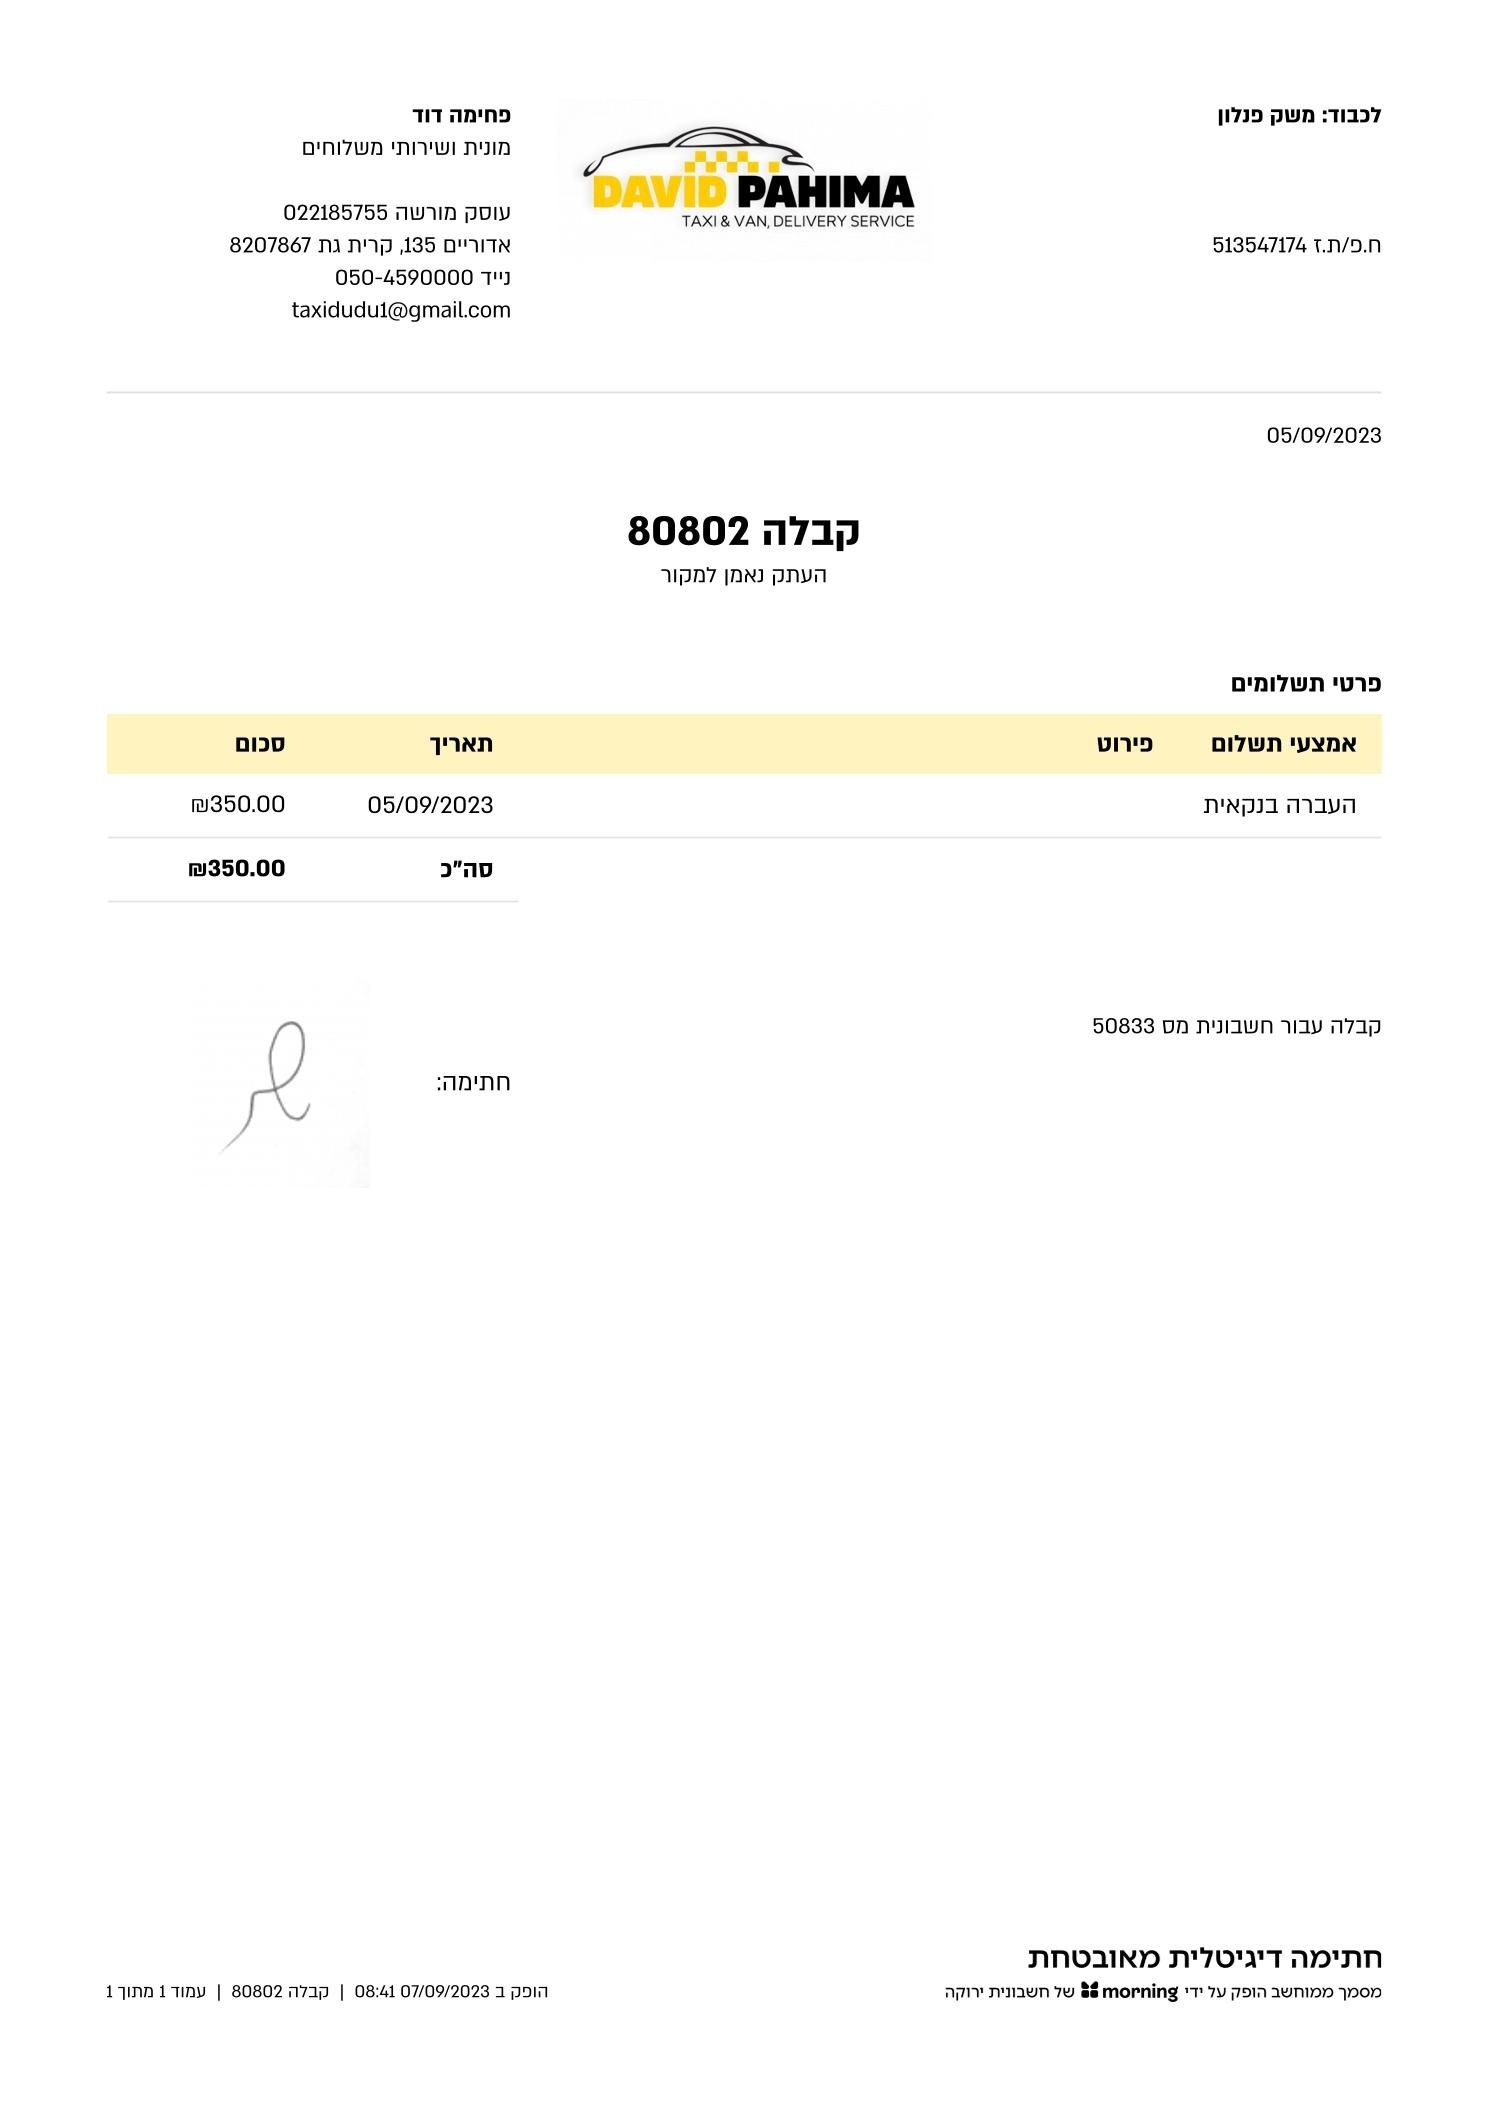 לכבוד: משק פנלון
ח.פ/ת.ז 513547174
DAVID PAHIMA
TAXI & VAN, DELIVERY SERVICE
פחימה דוד
מונית ושירותי משלוחים
עוסק מורשה 022185755
אדוריים 135, קרית גת 8207867
נייד 050-4590000
taxidudu1@gmail.com
05/09/2023
קבלה 80802
העתק נאמן למקור
פרטי תשלומים
אמצעי תשלום פירוט תאריך סכום
העברה בנקאית 05/09/2023 ₪350.00
סה"כ ₪350.00
קבלה עבור חשבונית מס 50833
חתימה:
חתימה דיגיטלית מאובטחת
מסמך ממוחשב הופק על ידי morning של חשבונית ירוקה
הופק ב 07/09/2023 08:41 | קבלה 80802 | עמוד 1 מתוך 1